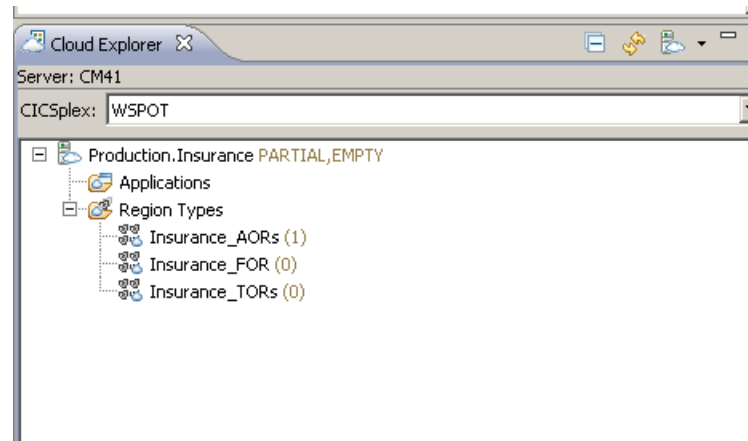 Cloud Explorer
Server: CM41
CICSplex: WSPOT
Production.Insurance PARTIAL,EMPTY
Applications
Region Types
Insurance_AORs (1)
Insurance_FOR (0)
Insurance_TORs (0)